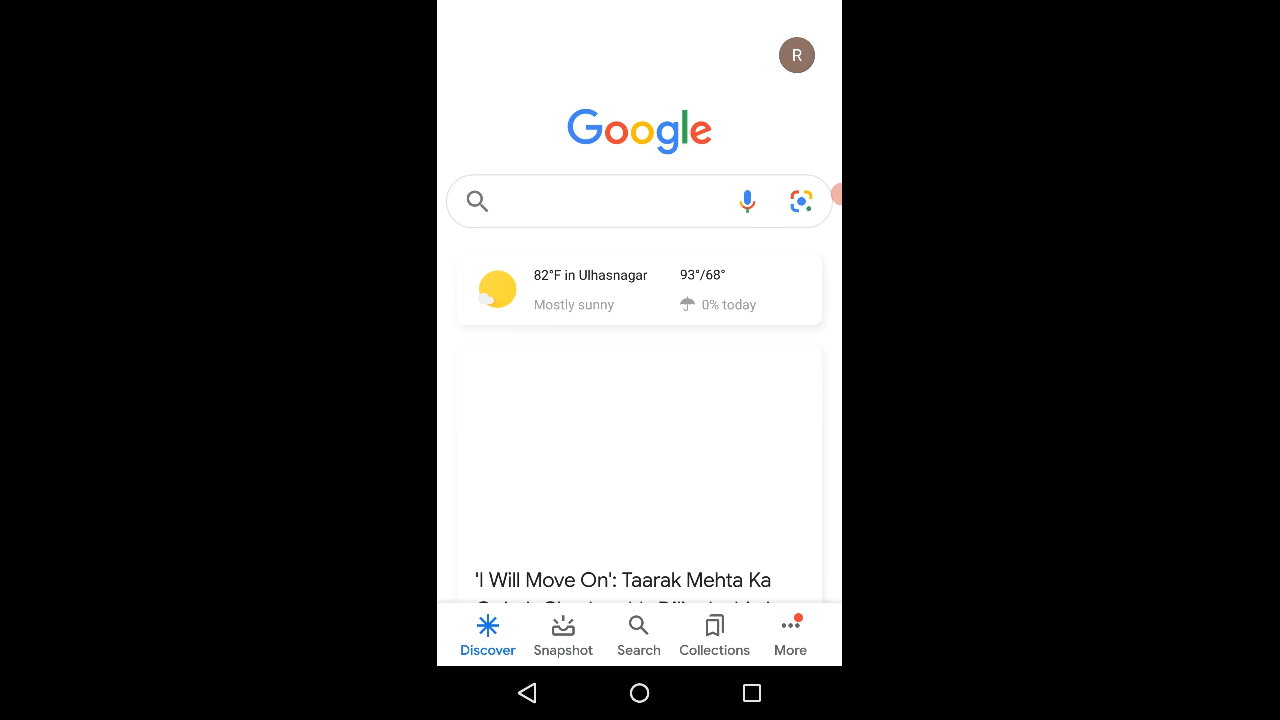 R
Google
82°F in Ulhasnagar 93°/68°
Mostly sunny 0% today
'I Will Move On': Taarak Mehta Ka
Discover Snapshot Search Collections More